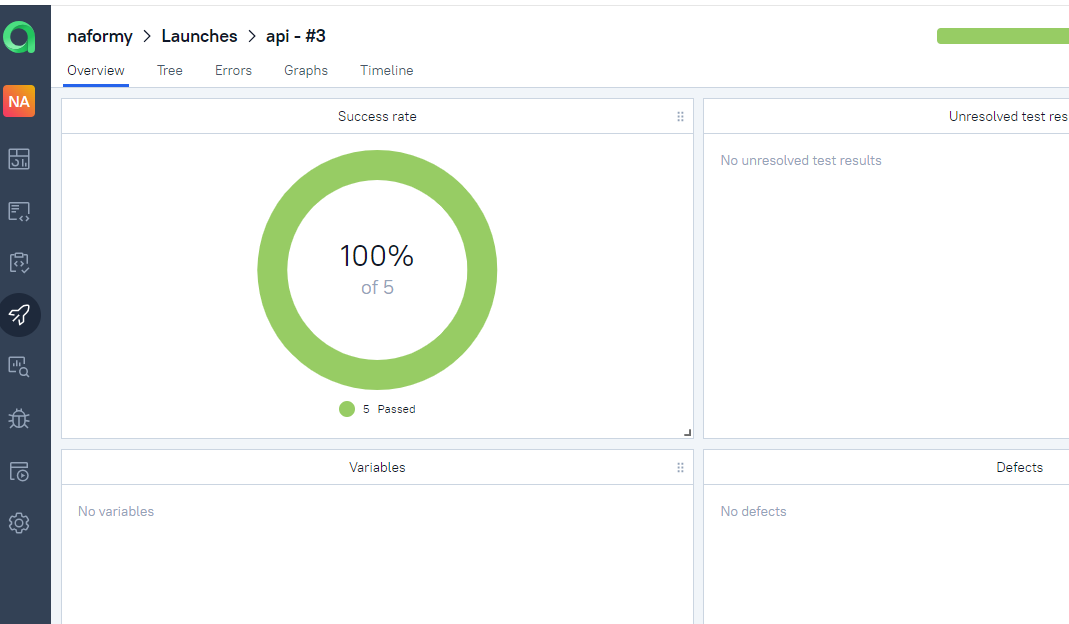 naformy > Launches > api - #3
Overview Tree Errors Graphs Timeline
NA
Success rate
100%
of 5
5 Passed
Unresolved test res
No unresolved test results
Variables
No variables
Defects
No defects